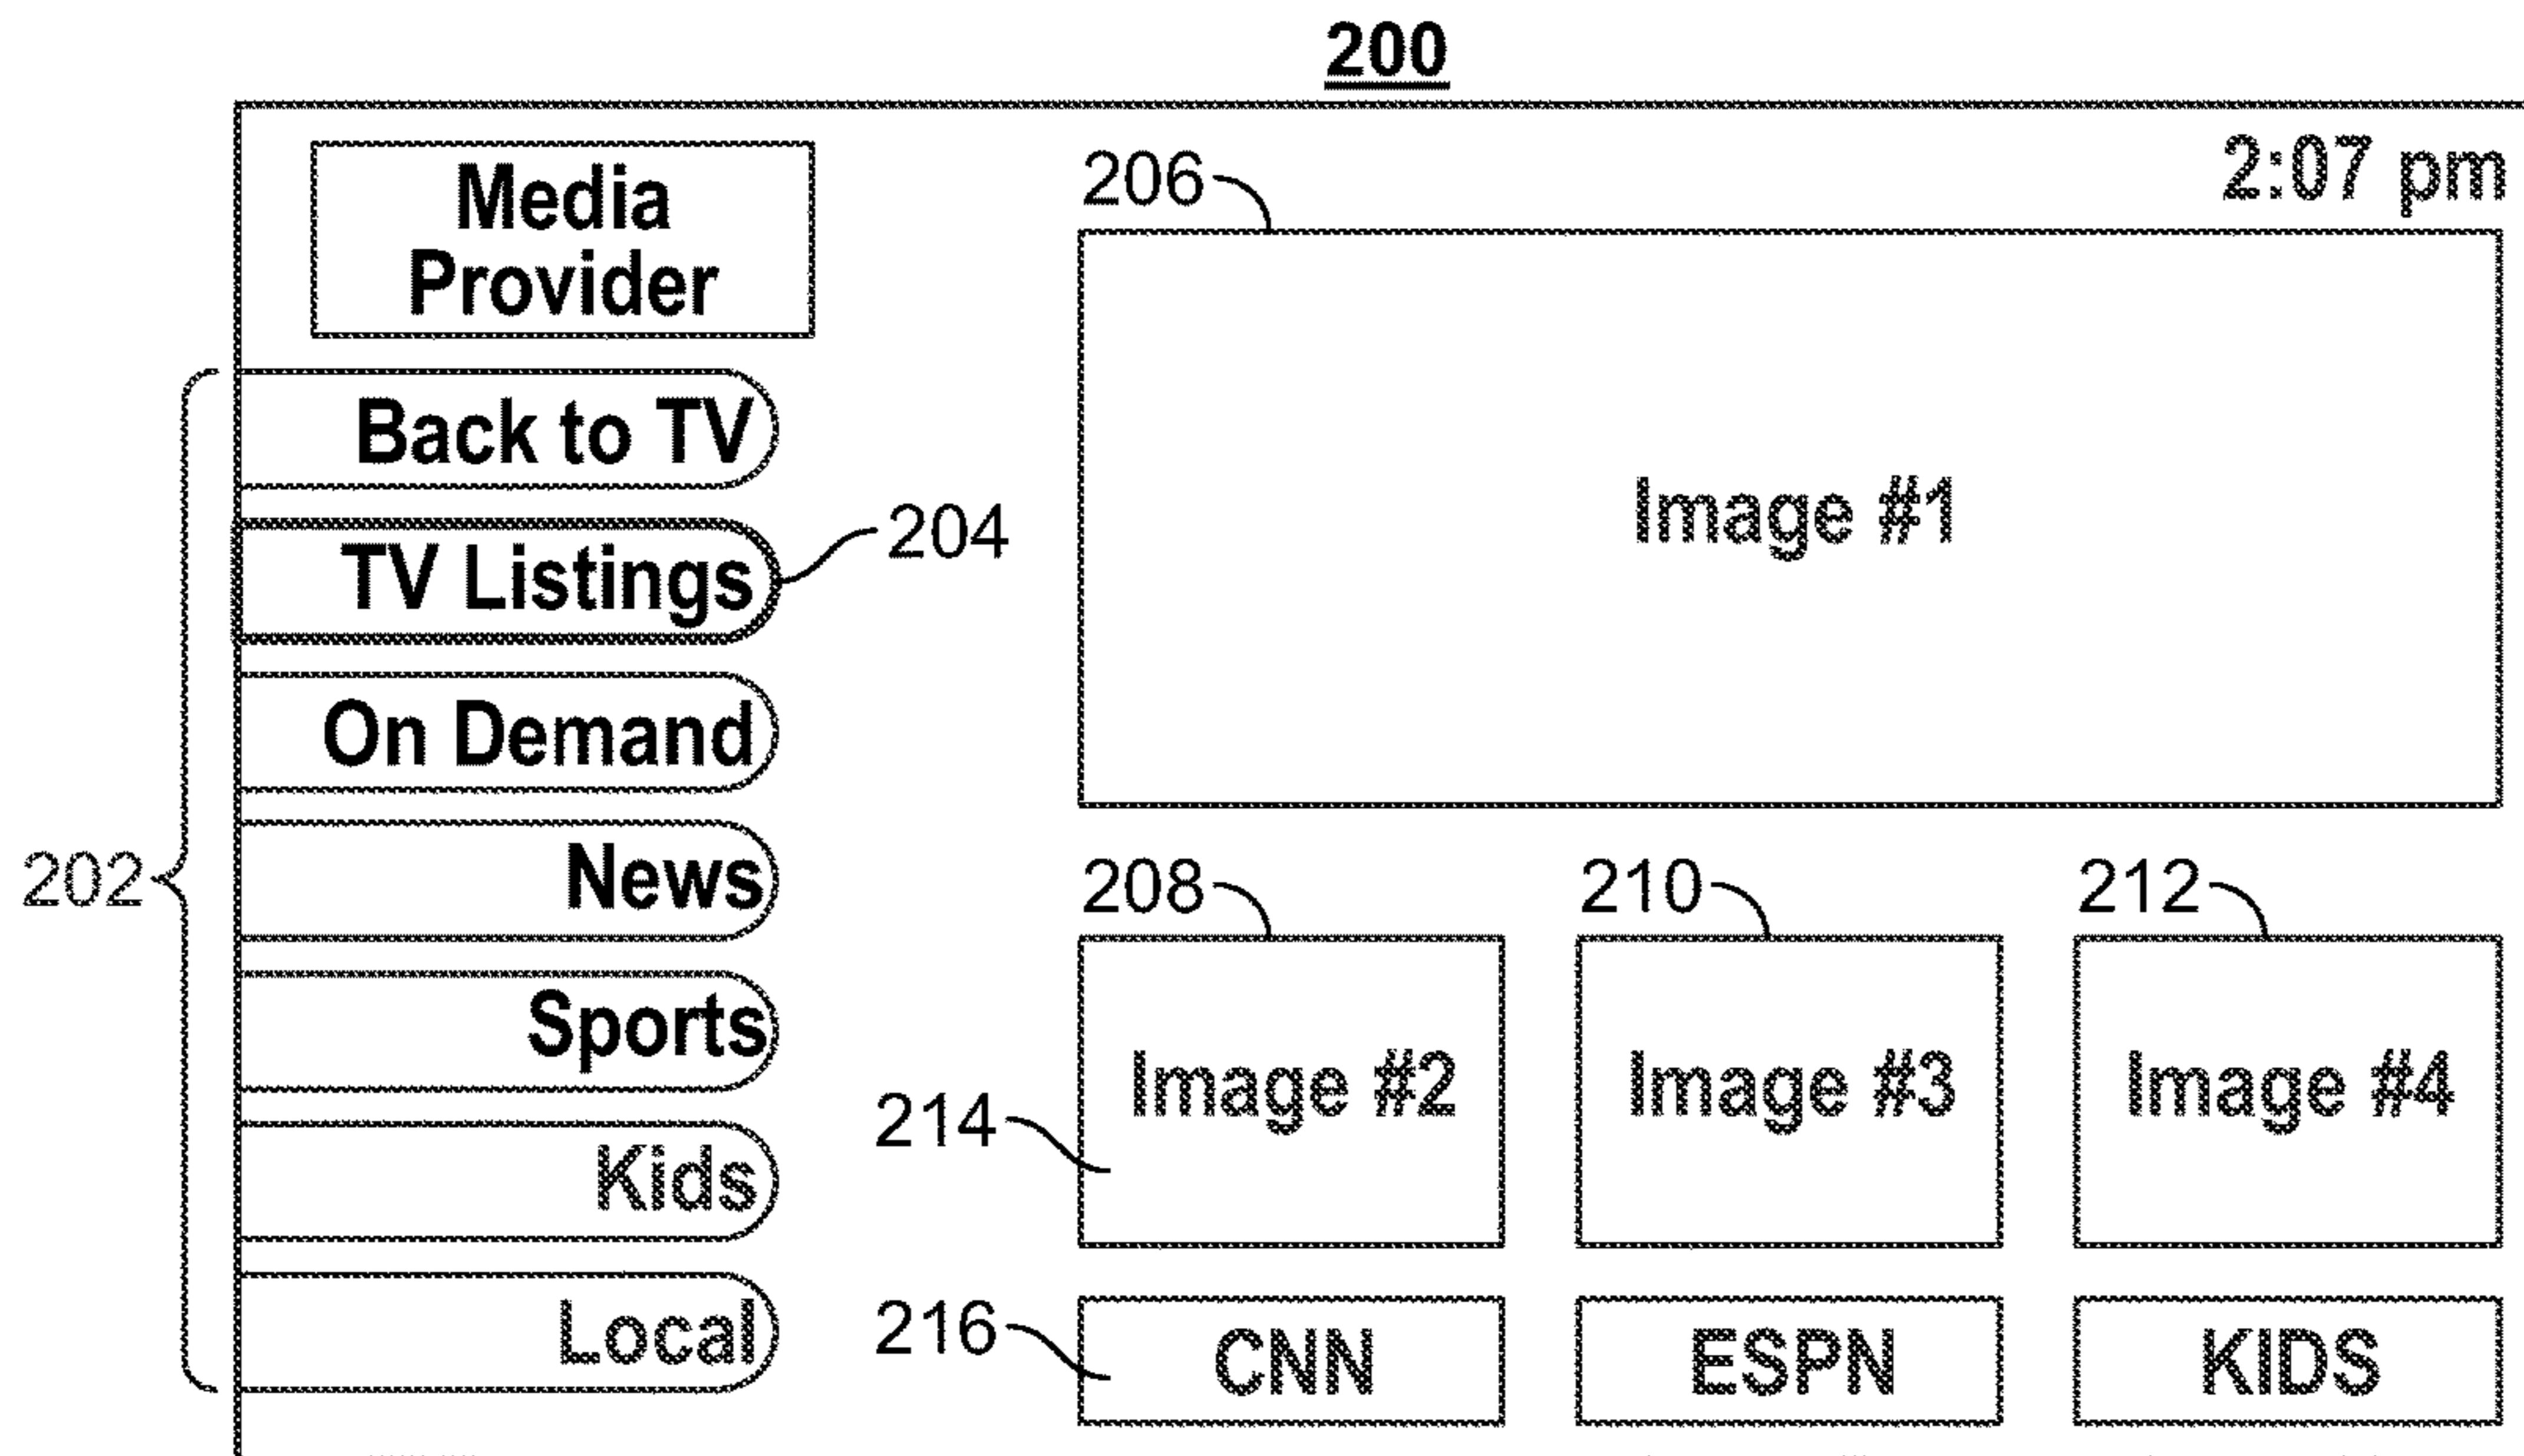 200
Media
Provider
2:07 pm
206
Back to TV
TV Listings
204
Image #1
On Demand
News
202
208
210
212
Sports
Image #2
Image #3
Image #4
214
Kids
Local
216
CNN
ESPN
KIDS